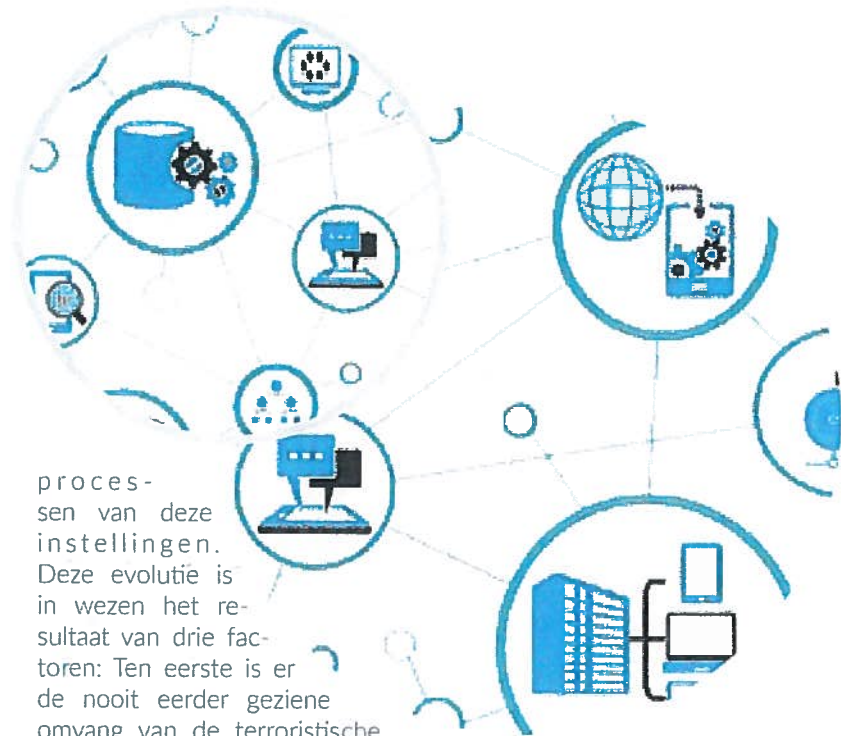 proces-
sen van deze
instellingen.
Deze evolutie is
in wezen het re-
sultaat van drie fac-
toren: Ten eerste is er
de nooit eerder geziene
omvang van de terroristische